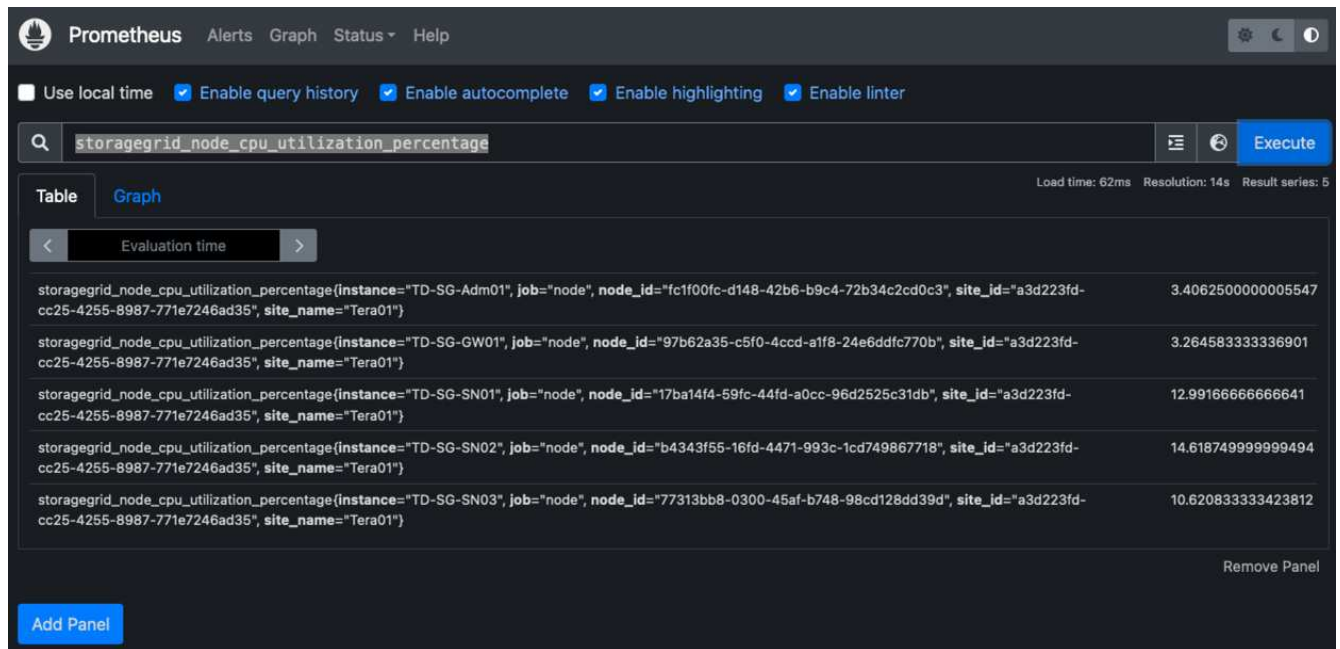 Prometheus Alerts Graph Status Help
Use local time Enable query history Enable autocomplete Enable highlighting Enable linter
storagegrid_node_cpu_utilization_percentage Execute
Load time: 62ms Resolution: 14s Result series: 5
Table Graph
Evaluation time
storagegrid_node_cpu_utilization_percentage{instance="TD-SG-Adm01", job="node", node_id="fc1f00fc-d148-42b6-b9c4-72b34c2cd0c3", site_id="a3d223fd- 3.4062500000005547
cc25-4255-8987-771e7246ad35", site_name="Tera01"}
storagegrid_node_cpu_utilization_percentage{instance="TD-SG-GW01", job="node", node_id="97b62a35-c5f0-4ccd-a1f8-24e6ddfc770b", site_id="a3d223fd- 3.264583333336901
cc25-4255-8987-771e7246ad35", site_name="Tera01"}
storagegrid_node_cpu_utilization_percentage{instance="TD-SG-SN01", job="node", node_id="17ba14f4-59fc-44fd-a0cc-96d2525c31db", site_id="a3d223fd- 12.99166666666641
cc25-4255-8987-771e7246ad35", site_name="Tera01"}
storagegrid_node_cpu_utilization_percentage{instance="TD-SG-SN02", job="node", node_id="b4343f55-16fd-4471-993c-1cd749867718", site_id="a3d223fd- 14.618749999999494
cc25-4255-8987-771e7246ad35", site_name="Tera01"}
storagegrid_node_cpu_utilization_percentage{instance="TD-SG-SN03", job="node", node_id="77313bb8-0300-45af-b748-98cd128dd39d", site_id="a3d223fd- 10.620833333423812
cc25-4255-8987-771e7246ad35", site_name="Tera01"}
Remove Panel
Add Panel